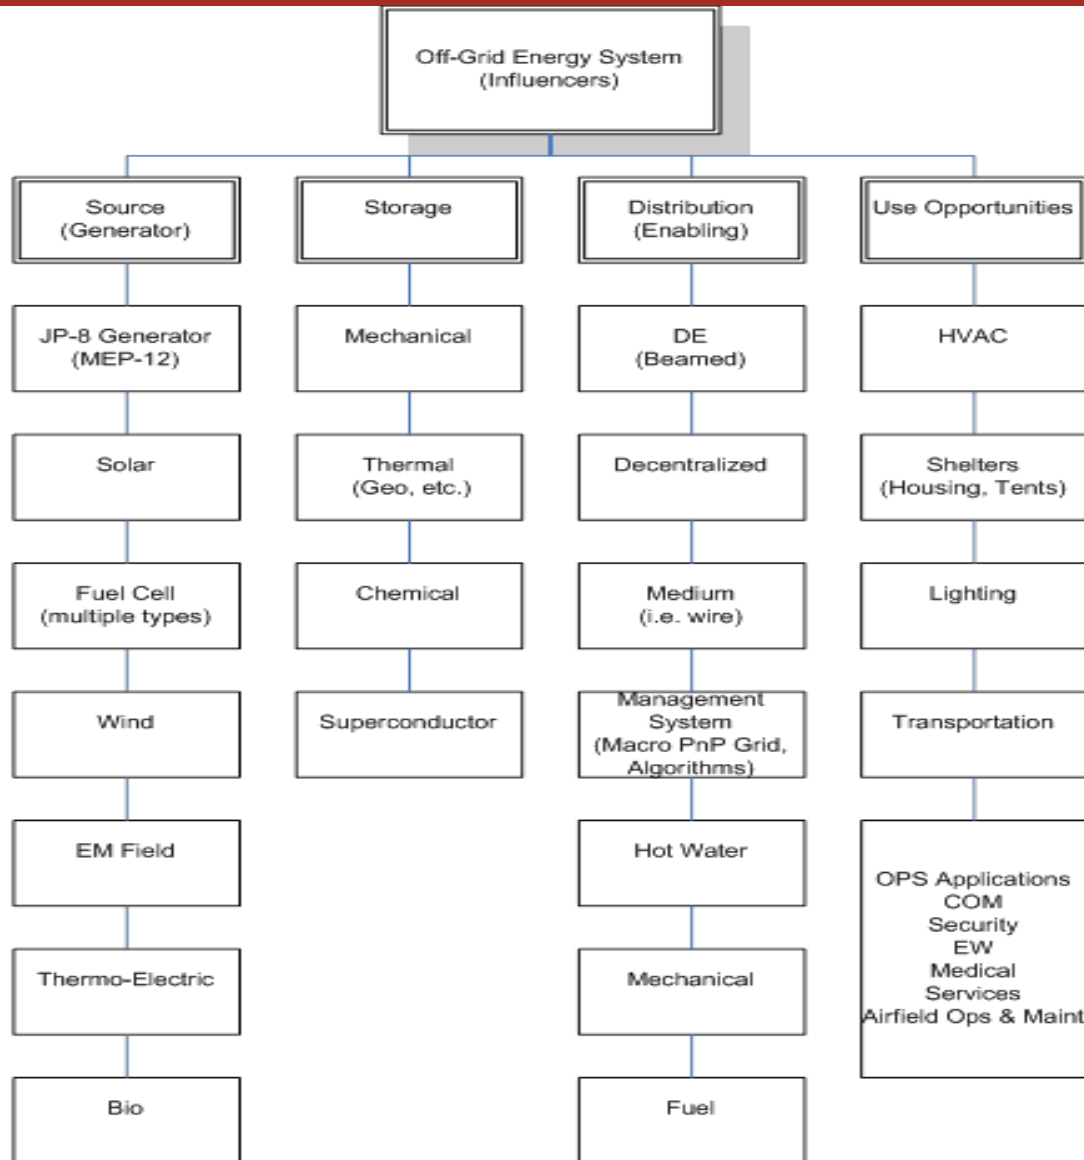 Off-Grid Energy System
(Influencers)
Source
(Generator)
Storage
Distribution
(Enabling)
Use Opportunities
JP-8 Generator
(MEP-12)
Mechanical
DE
(Beamed)
HVAC
Solar
Thermal
(Geo, etc.)
Decentralized
Shelters
(Housing, Tents)
Fuel Cell
(multiple types)
Chemical
Medium
(i.e. wire)
Lighting
Wind
Superconductor
Management
System
(Macro PnP Grid,
Algorithms)
Transportation
EM Field
Hot Water
OPS Applications
COM
Security
EW
Medical
Services
Airfield Ops & Maint
Thermo-Electric
Mechanical
Bio
Fuel